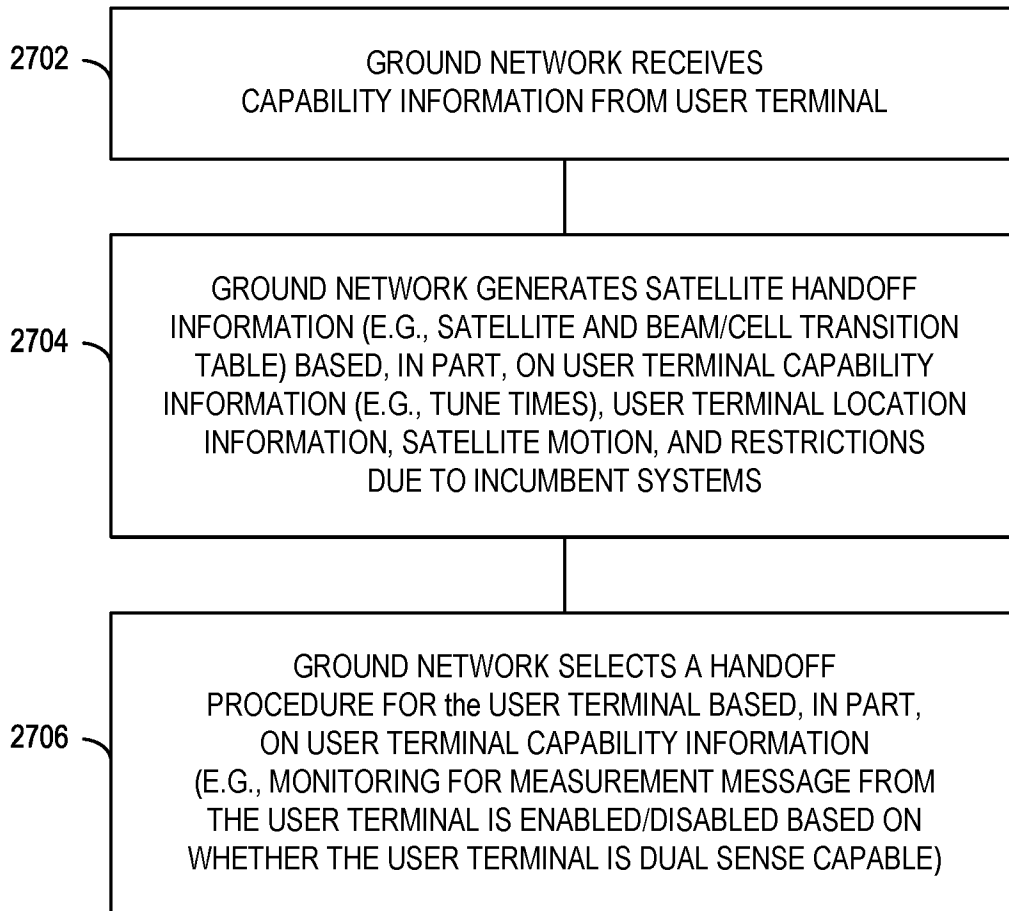 2702
GROUND NETWORK RECEIVES
CAPABILITY INFORMATION FROM USER TERMINAL
2704
GROUND NETWORK GENERATES SATELLITE HANDOFF
INFORMATION (E.G., SATELLITE AND BEAM/CELL TRANSITION
TABLE) BASED, IN PART, ON USER TERMINAL CAPABILITY
INFORMATION (E.G., TUNE TIMES), USER TERMINAL LOCATION
INFORMATION, SATELLITE MOTION, AND RESTRICTIONS
DUE TO INCUMBENT SYSTEMS
2706
GROUND NETWORK SELECTS A HANDOFF
PROCEDURE FOR the USER TERMINAL BASED, IN PART,
ON USER TERMINAL CAPABILITY INFORMATION
(E.G., MONITORING FOR MEASUREMENT MESSAGE FROM
THE USER TERMINAL IS ENABLED/DISABLED BASED ON
WHETHER THE USER TERMINAL IS DUAL SENSE CAPABLE)